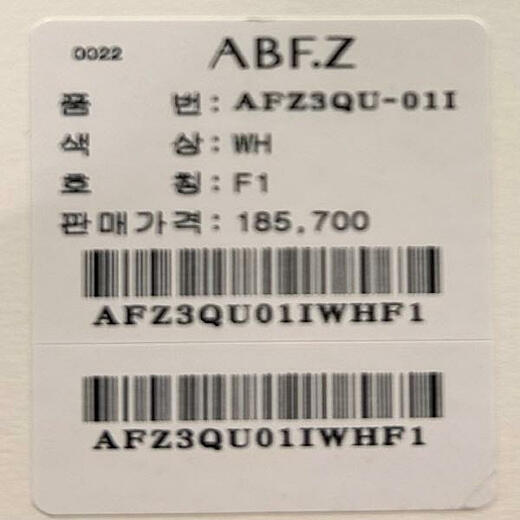 0022 ABF.Z
품 번: AFZ3QU-01I
색 상: WH
호 칭: F1
판매가격: 185,700
AFZ3QU01IWHF1
AFZ3QU01IWHF1